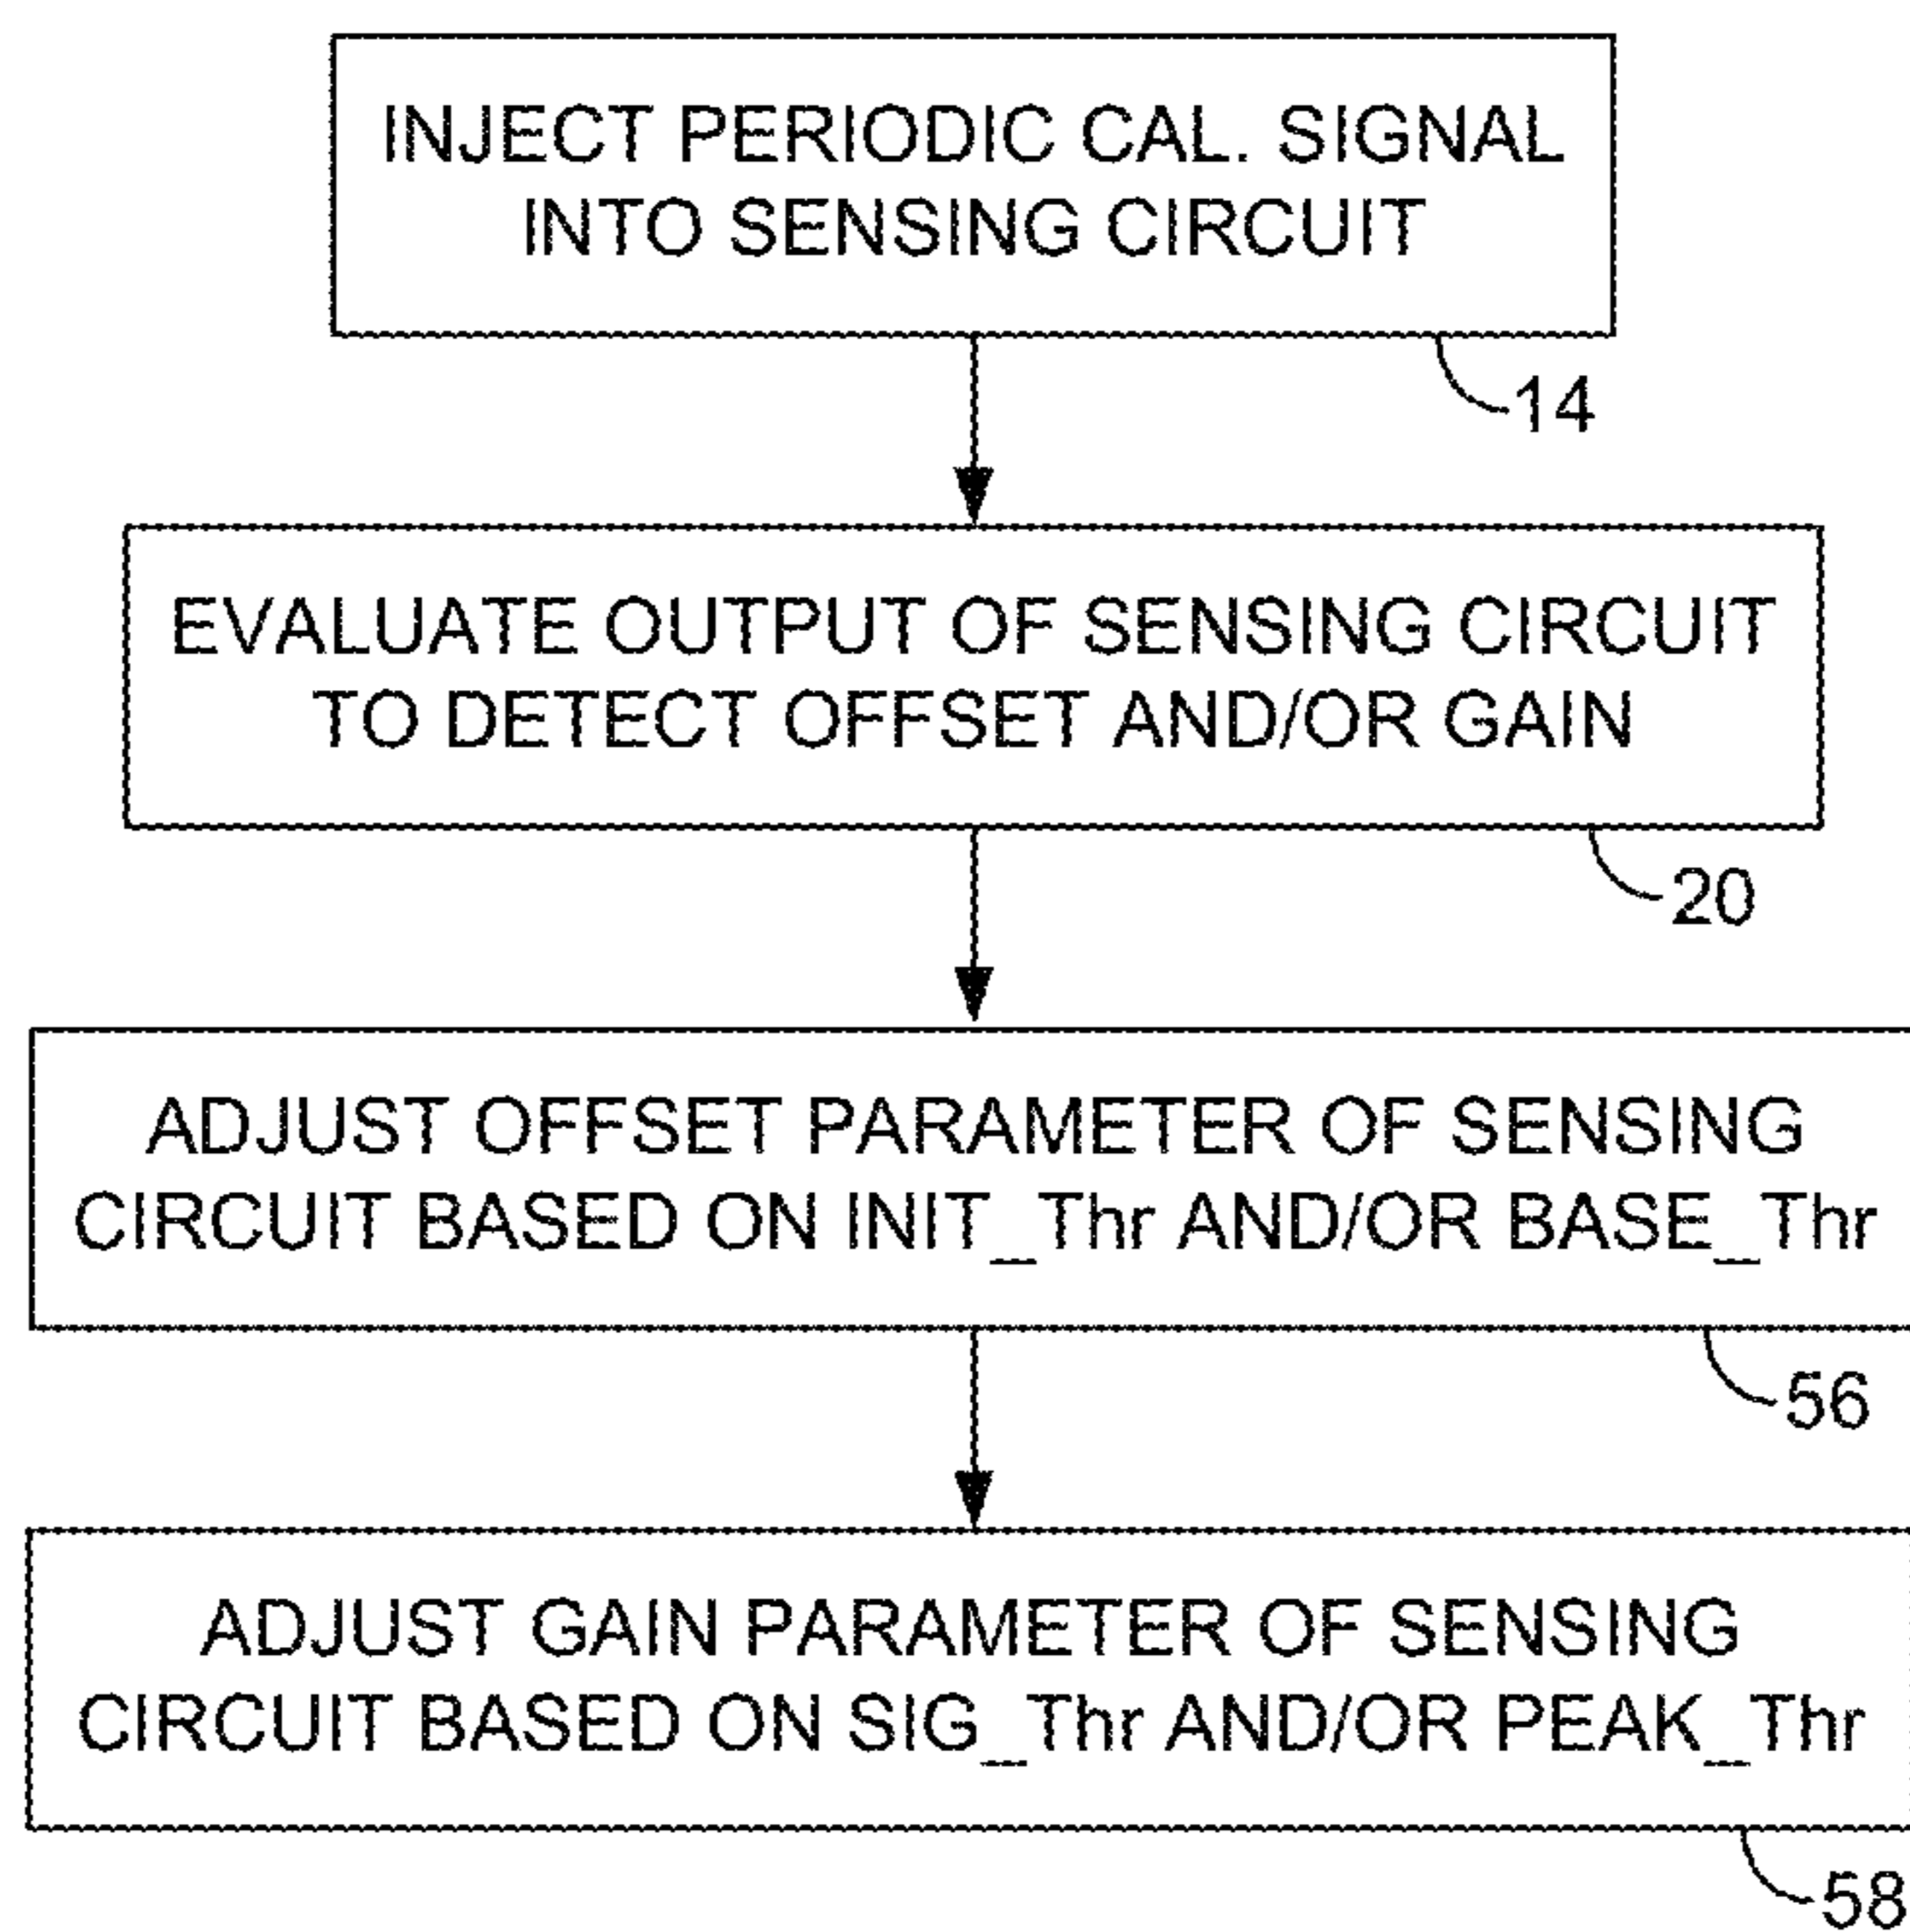 INJECT PERIODIC CAL. SIGNAL
INTO SENSING CIRCUIT
14
EVALUATE OUTPUT OF SENSING CIRCUIT
TO DETECT OFFSET AND/OR GAIN
20
ADJUST OFFSET PARAMETER OF SENSING
CIRCUIT BASED ON INIT_Thr AND/OR BASE_Thr
56
ADJUST GAIN PARAMETER OF SENSING
CIRCUIT BASED ON SIG_Thr AND/OR PEAK_Thr
58